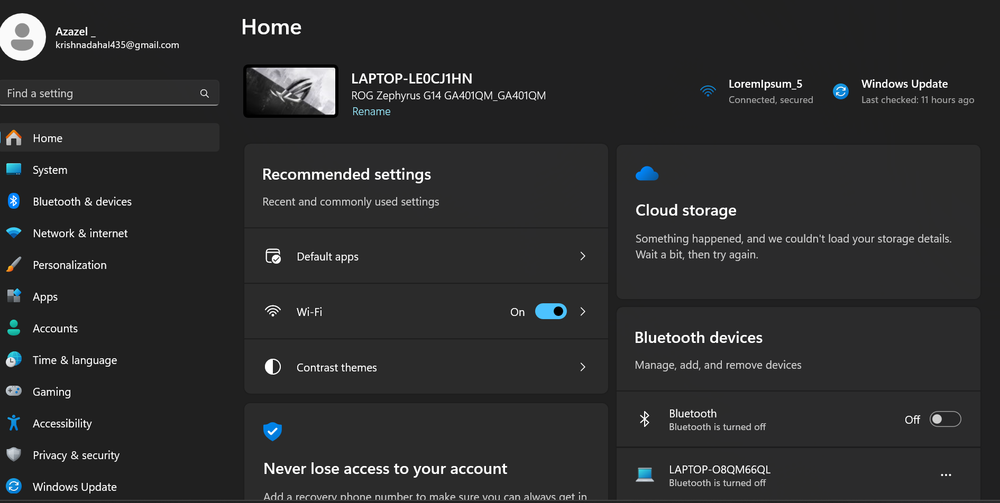 Azazel _
krishnadahal435@gmail.com
Find a setting
Home
System
Bluetooth & devices
Network & internet
Personalization
Apps
Accounts
Time & language
Gaming
Accessibility
Privacy & security
Windows Update
Home
LAPTOP-LE0CJ1HN
ROG Zephyrus G14 GA401QM_GA401QM
Rename
LoremIpsum_5
Connected, secured
Windows Update
Last checked: 11 hours ago
Recommended settings
Recent and commonly used settings
Default apps
Wi-Fi
On
Contrast themes
Never lose access to your account
Add a recovery phone number to make sure you can always get in
Cloud storage
Something happened, and we couldn't load your storage details.
Wait a bit, then try again.
Bluetooth devices
Manage, add, and remove devices
Bluetooth
Bluetooth is turned off
Off
LAPTOP-O8QM66QL
Bluetooth is turned off